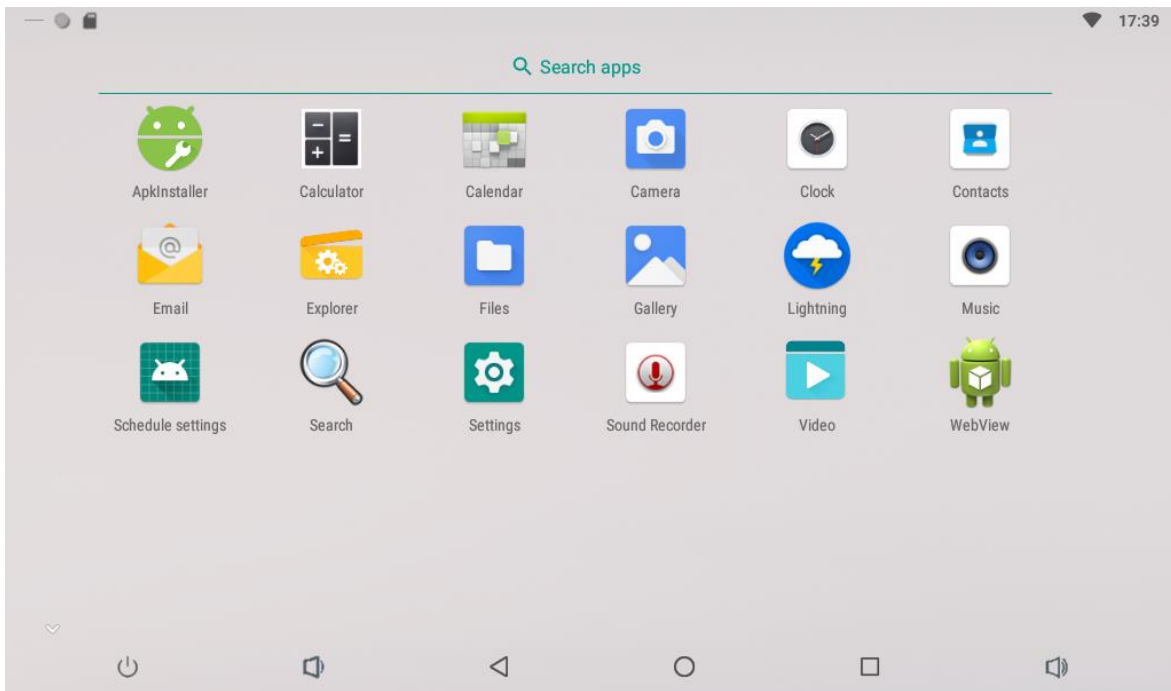 17:39
Search apps
ApkInstaller Calculator Calendar Camera Clock Contacts
Email Explorer Files Gallery Lightning Music
Schedule settings Search Settings Sound Recorder Video WebView